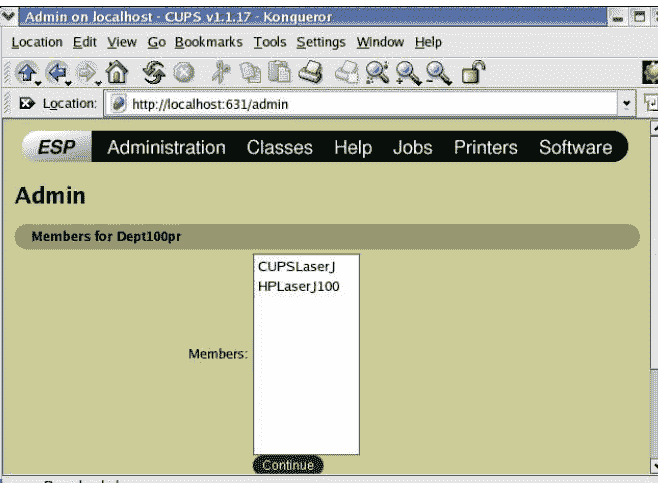 Admin on localhost - CUPS v1.1.17 - Konqueror
Location Edit View Go Bookmarks Tools Settings Window Help
Location: http://localhost:631/admin
ESP Administration Classes Help Jobs Printers Software
Admin
Members for Dept100pr
CUPSLaserJ
HPLaserJ100
Members:
Continue